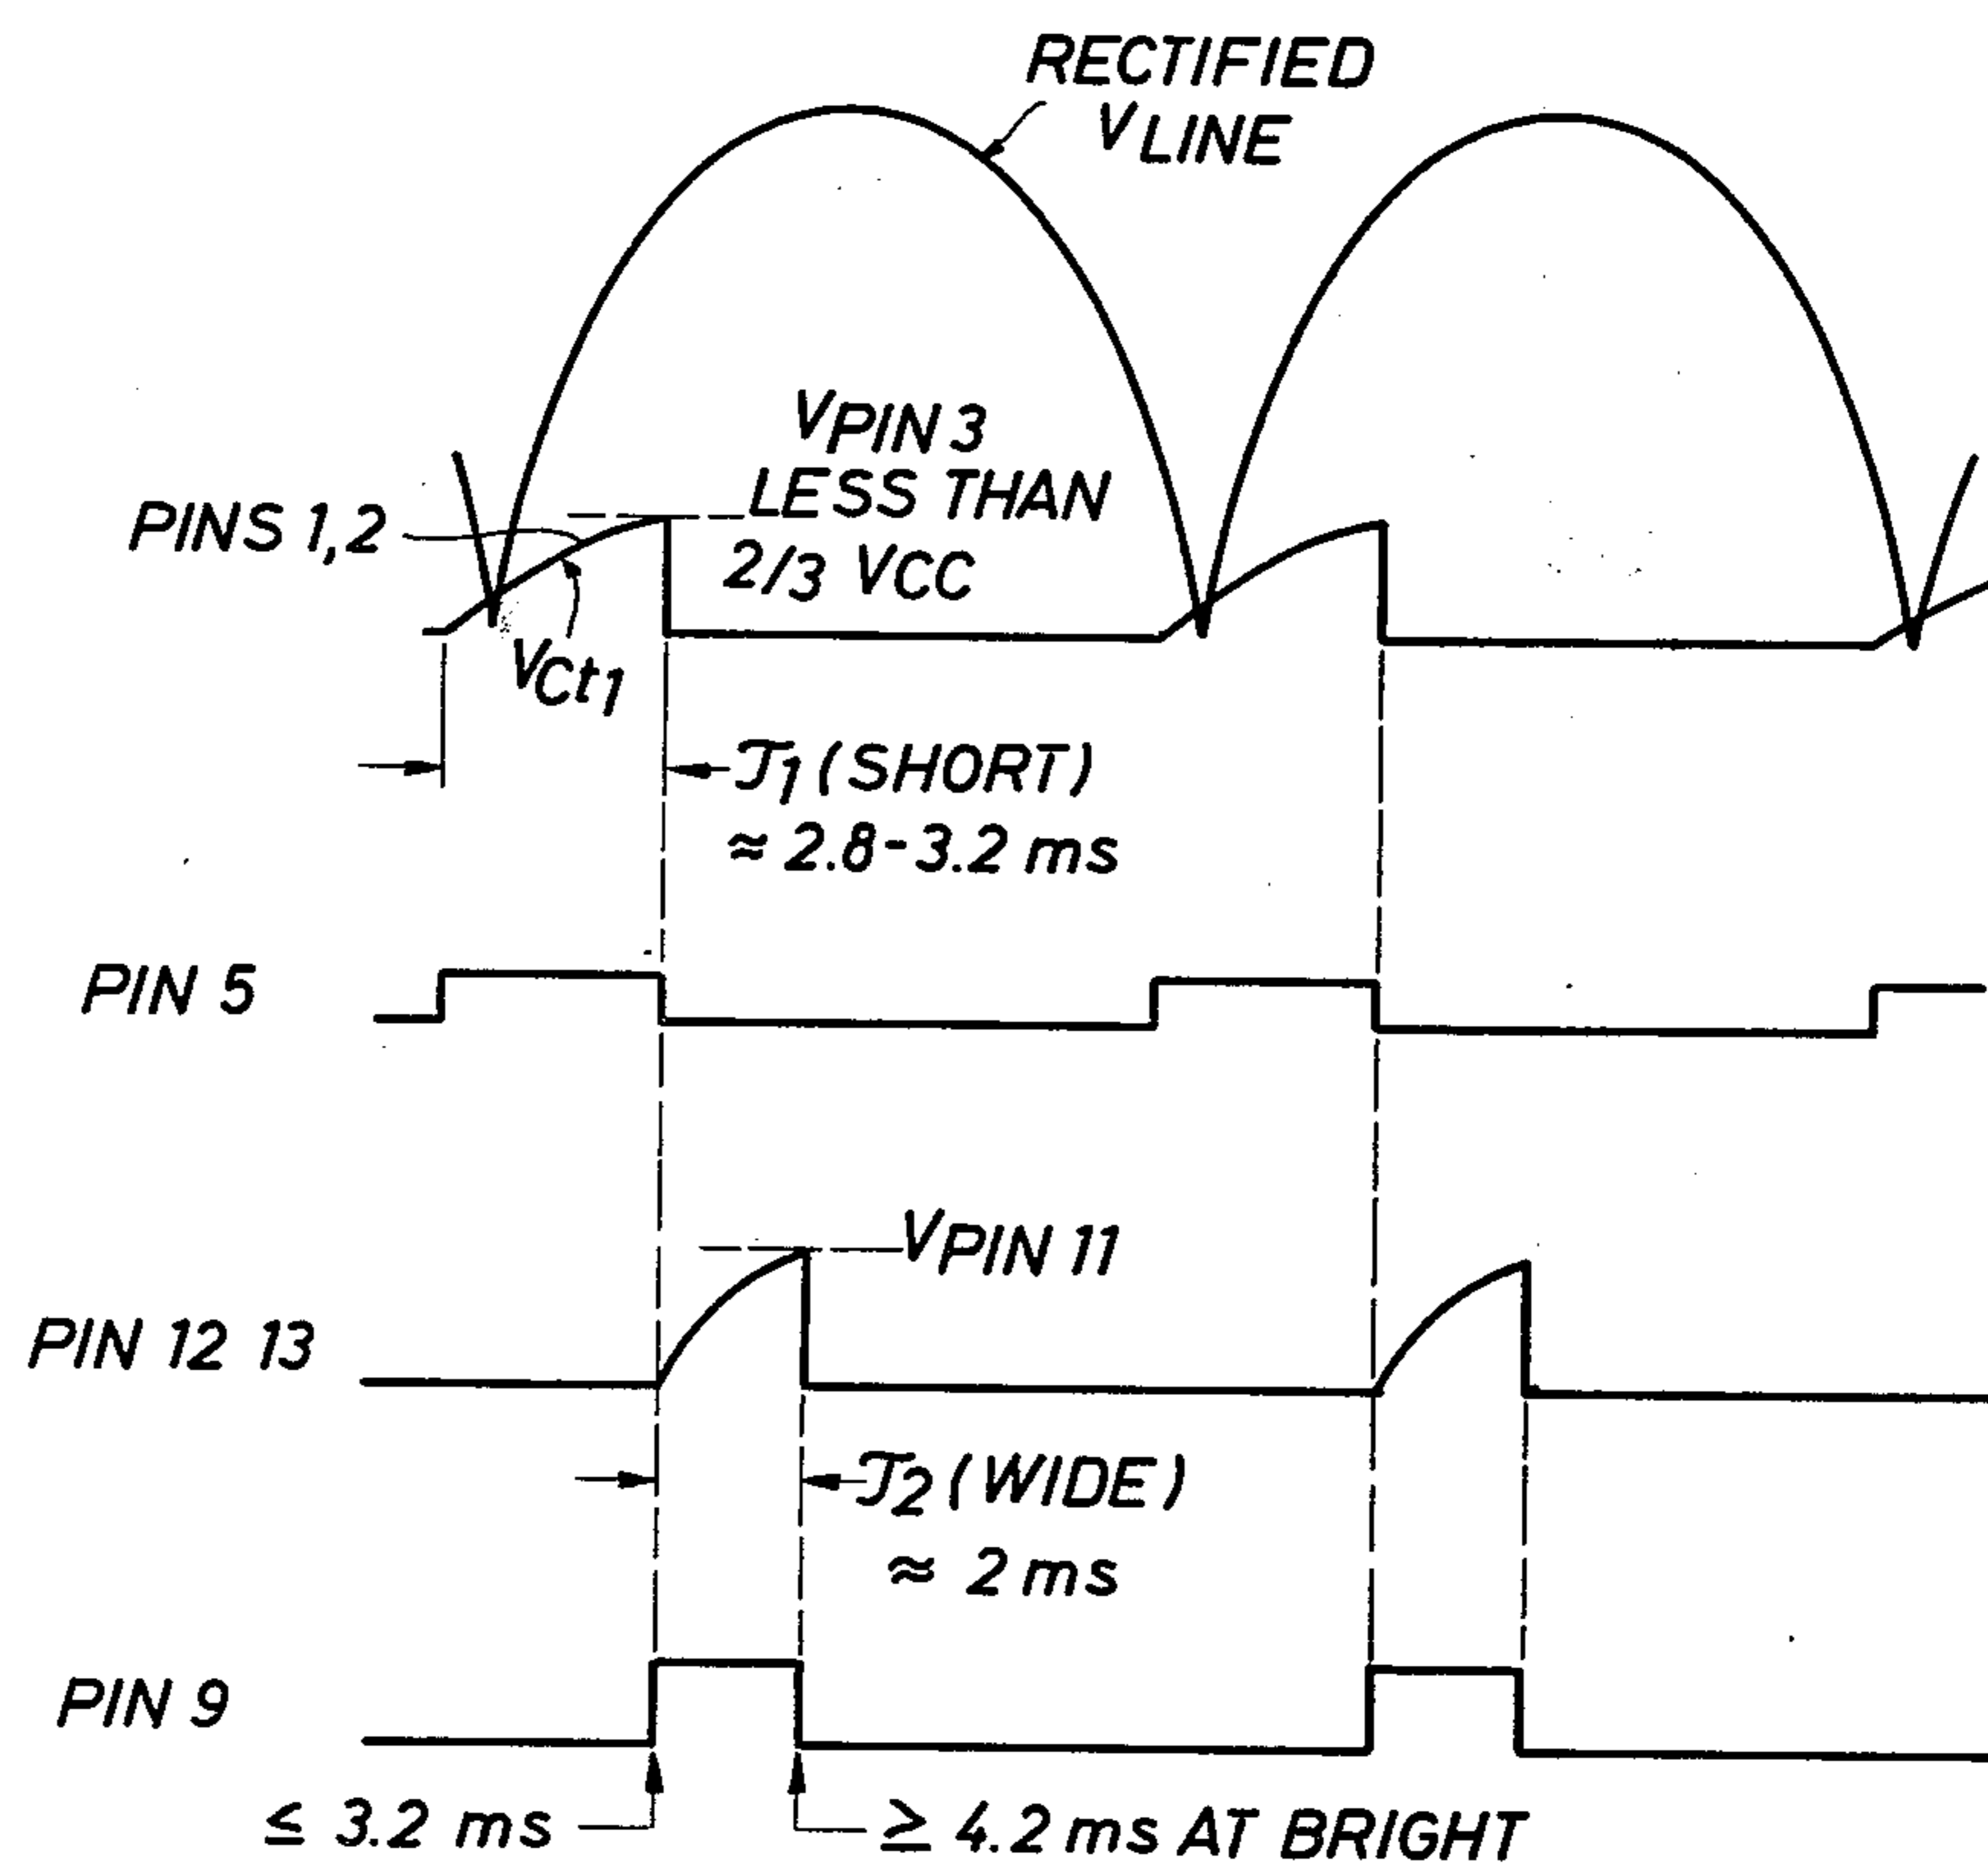 RECTIFIED
VLINE
VPIN 3
LESS THAN
2/3 VCC
PINS 1,2
VCt1
T1 (SHORT)
≈ 2.8-3.2 ms
PIN 5
VPIN 11
PIN 12 13
T2 (WIDE)
≈ 2 ms
PIN 9
≤ 3.2 ms
≥ 4.2 ms AT BRIGHT